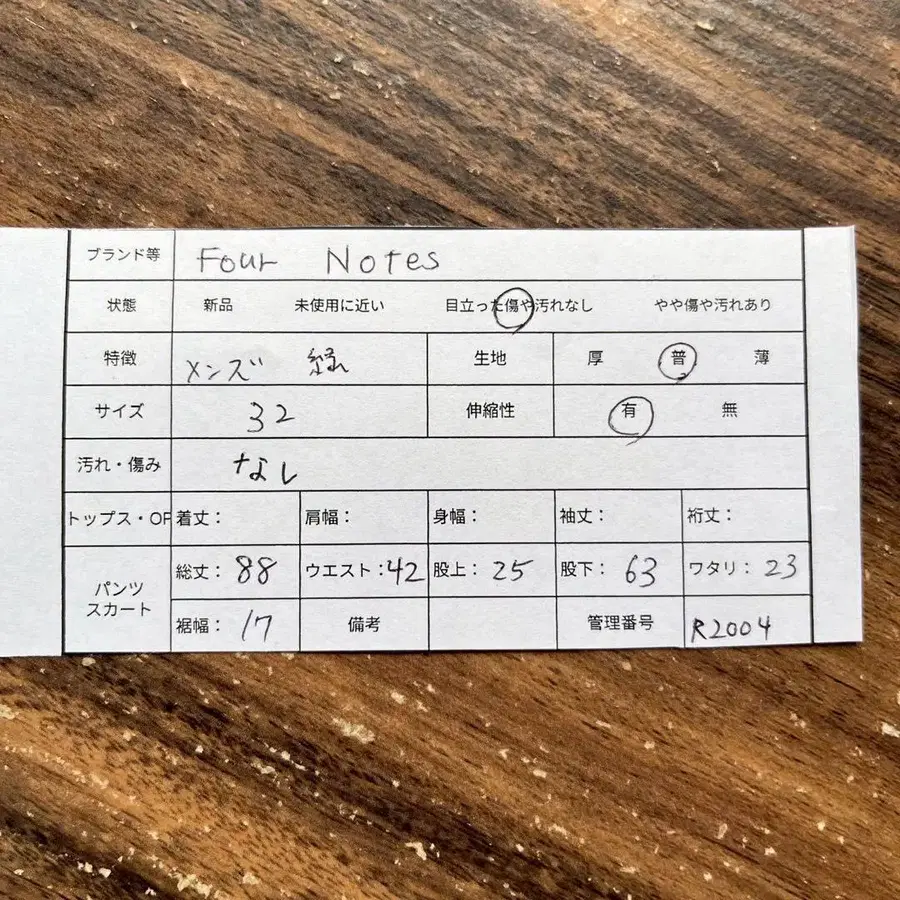 ブランド等 Four Notes
状態 新品 未使用に近い 目立った傷や汚れなし やや傷や汚れあり
特徴 メンズ 緑 生地 厚 普 薄
サイズ 32 伸縮性 有 無
汚れ・傷み なし
トップス・OP 着丈: 肩幅: 身幅: 袖丈: 裄丈:
パンツ スカート 総丈: 88 ウエスト:42 股上: 25 股下: 63 ワタリ: 23
裾幅: 17 備考 管理番号 R2004